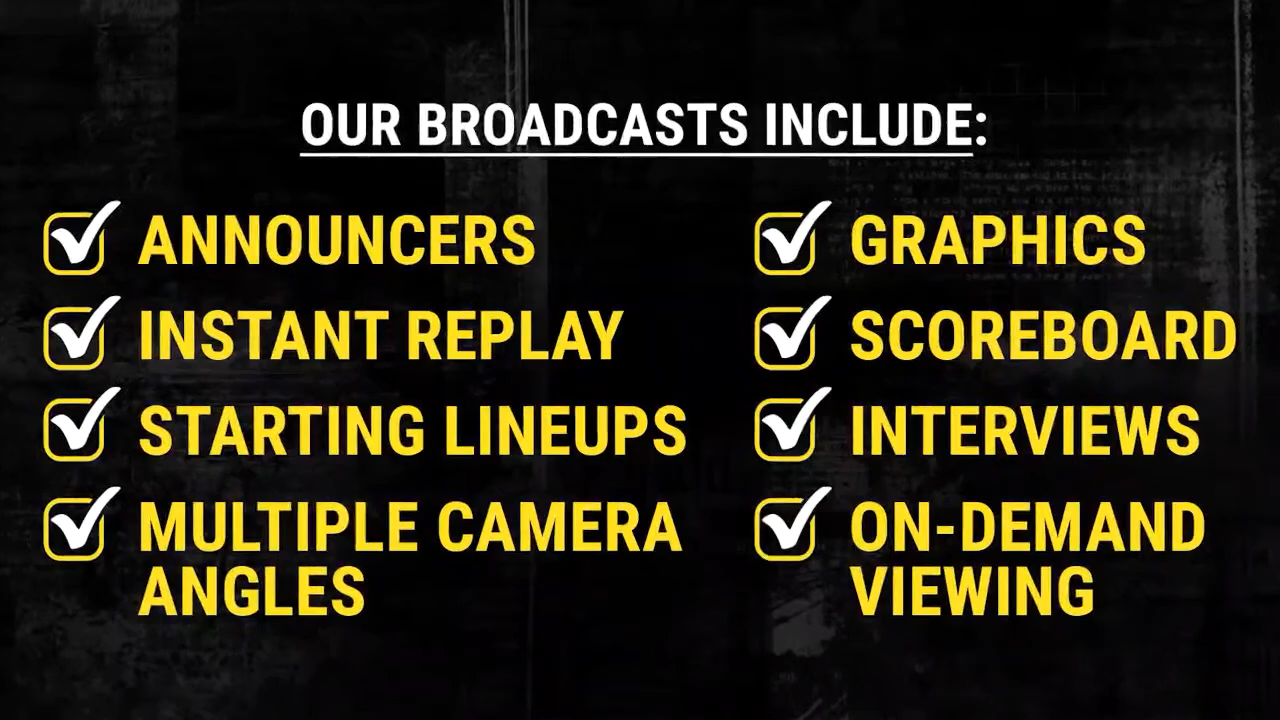 OUR BROADCASTS INCLUDE:
ANNOUNCERS
INSTANT REPLAY
STARTING LINEUPS
MULTIPLE CAMERA
ANGLES
GRAPHICS
SCOREBOARD
INTERVIEWS
ON-DEMAND
VIEWING